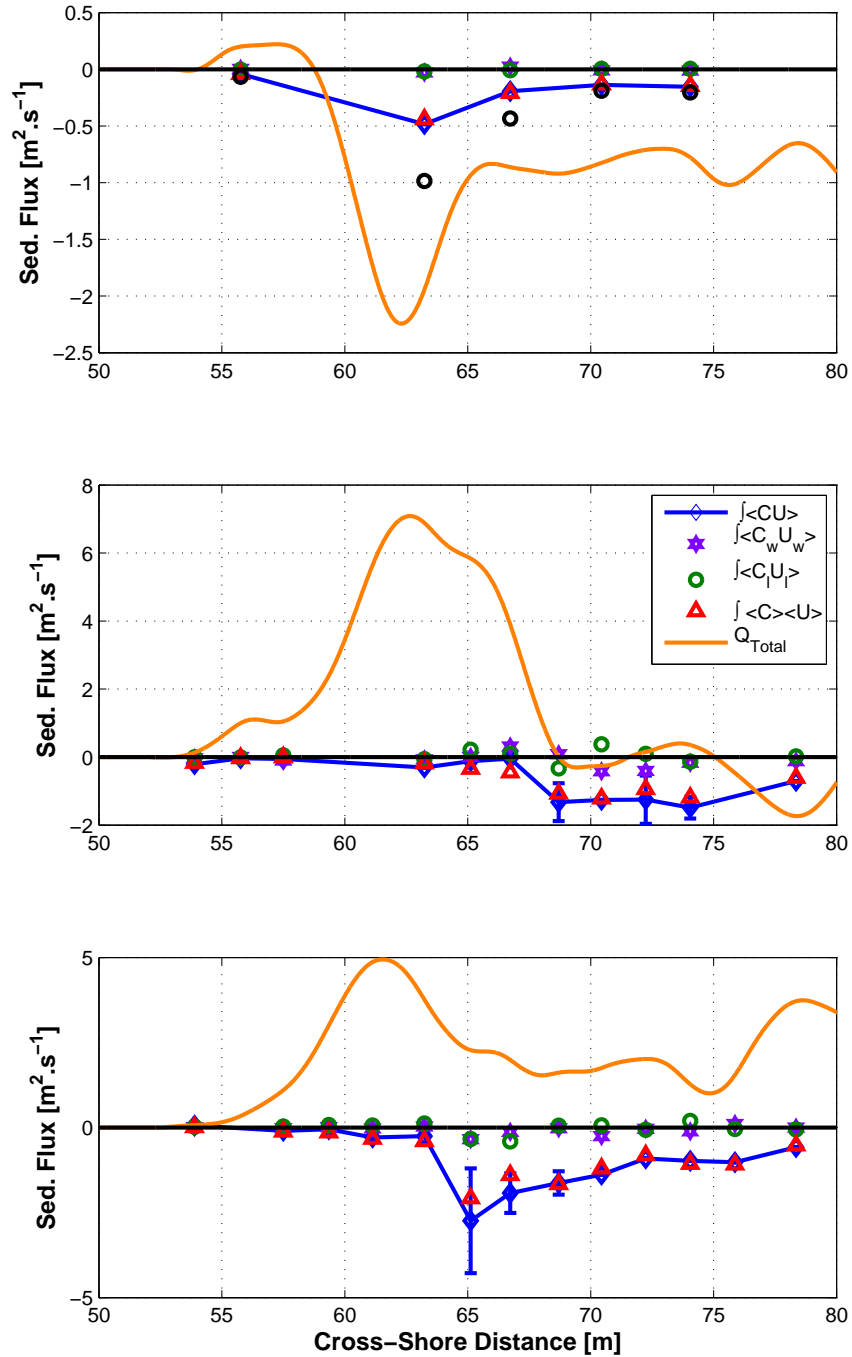 0.5
0
−0.5
−1
−1.5
−2
−2.5
Sed. Flux [m².s⁻¹]
50 55 60 65 70 75 80
8
6
4
2
0
−2
Sed. Flux [m².s⁻¹]
∫<CU>
∫<C_wU_w>
∫<C_lU_l>
∫ <C><U>
Q_Total
50 55 60 65 70 75 80
5
0
−5
Sed. Flux [m².s⁻¹]
50 55 60 65 70 75 80
Cross−Shore Distance [m]